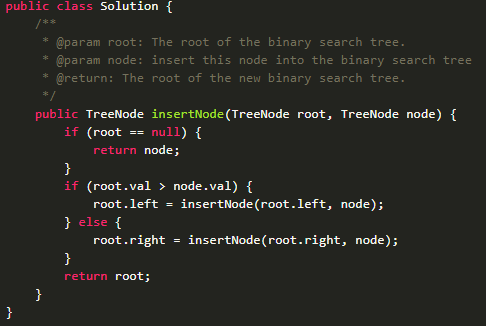 public class Solution {
    /**
     * @param root: The root of the binary search tree.
     * @param node: insert this node into the binary search tree
     * @return: The root of the new binary search tree.
     */
    public TreeNode insertNode(TreeNode root, TreeNode node) {
        if (root == null) {
            return node;
        }
        if (root.val > node.val) {
            root.left = insertNode(root.left, node);
        } else {
            root.right = insertNode(root.right, node);
        }
        return root;
    }
}